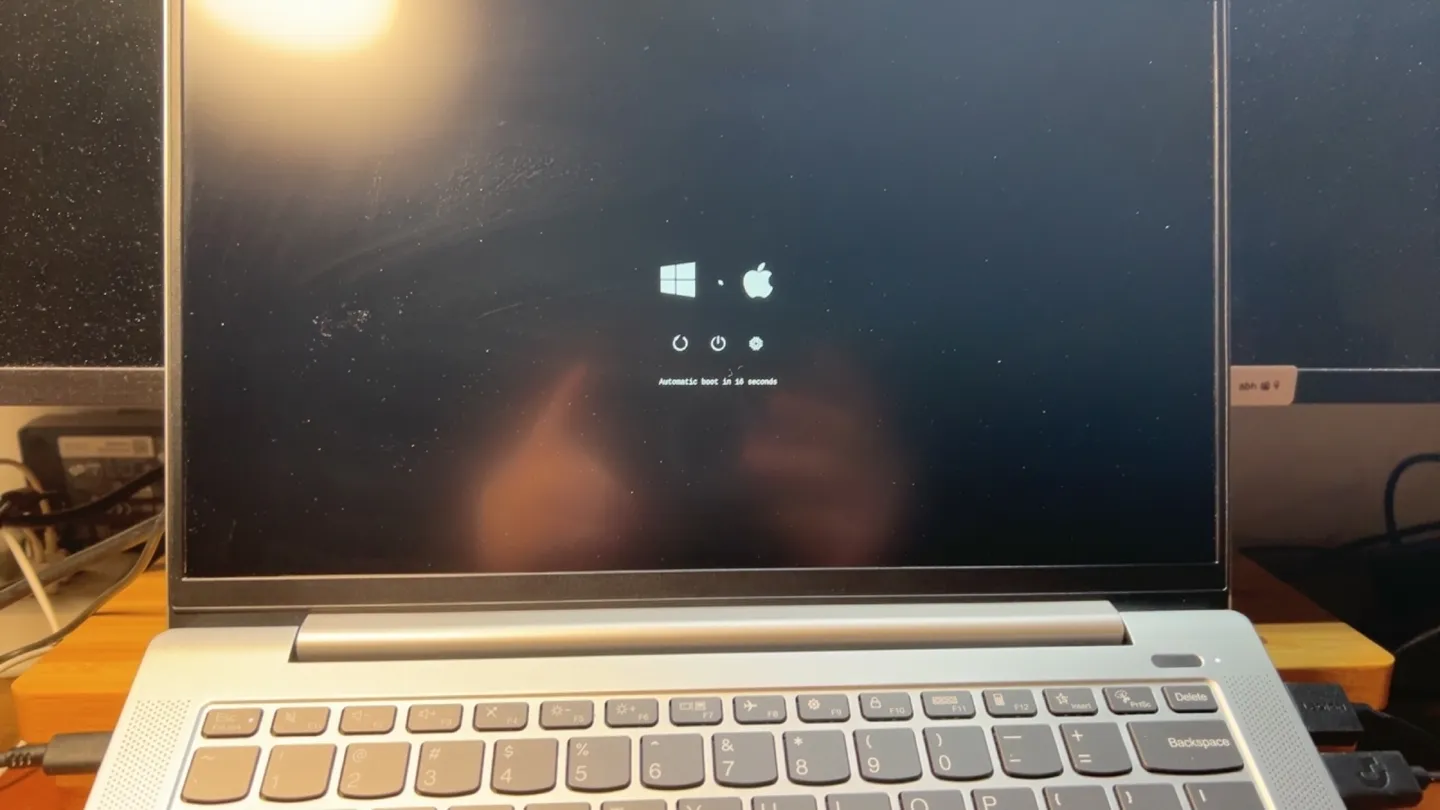 Automatic boot in 16 seconds
abh
Esc F1 F2 F3 F4 F5 F6 F7 F8 F9 F10 F11 F12 Insert PrtSc Delete
~ ! @ # $ % ^ & * ( ) — +
1 2 3 4 5 6 7 8 9 0 - = Backspace
O P { }